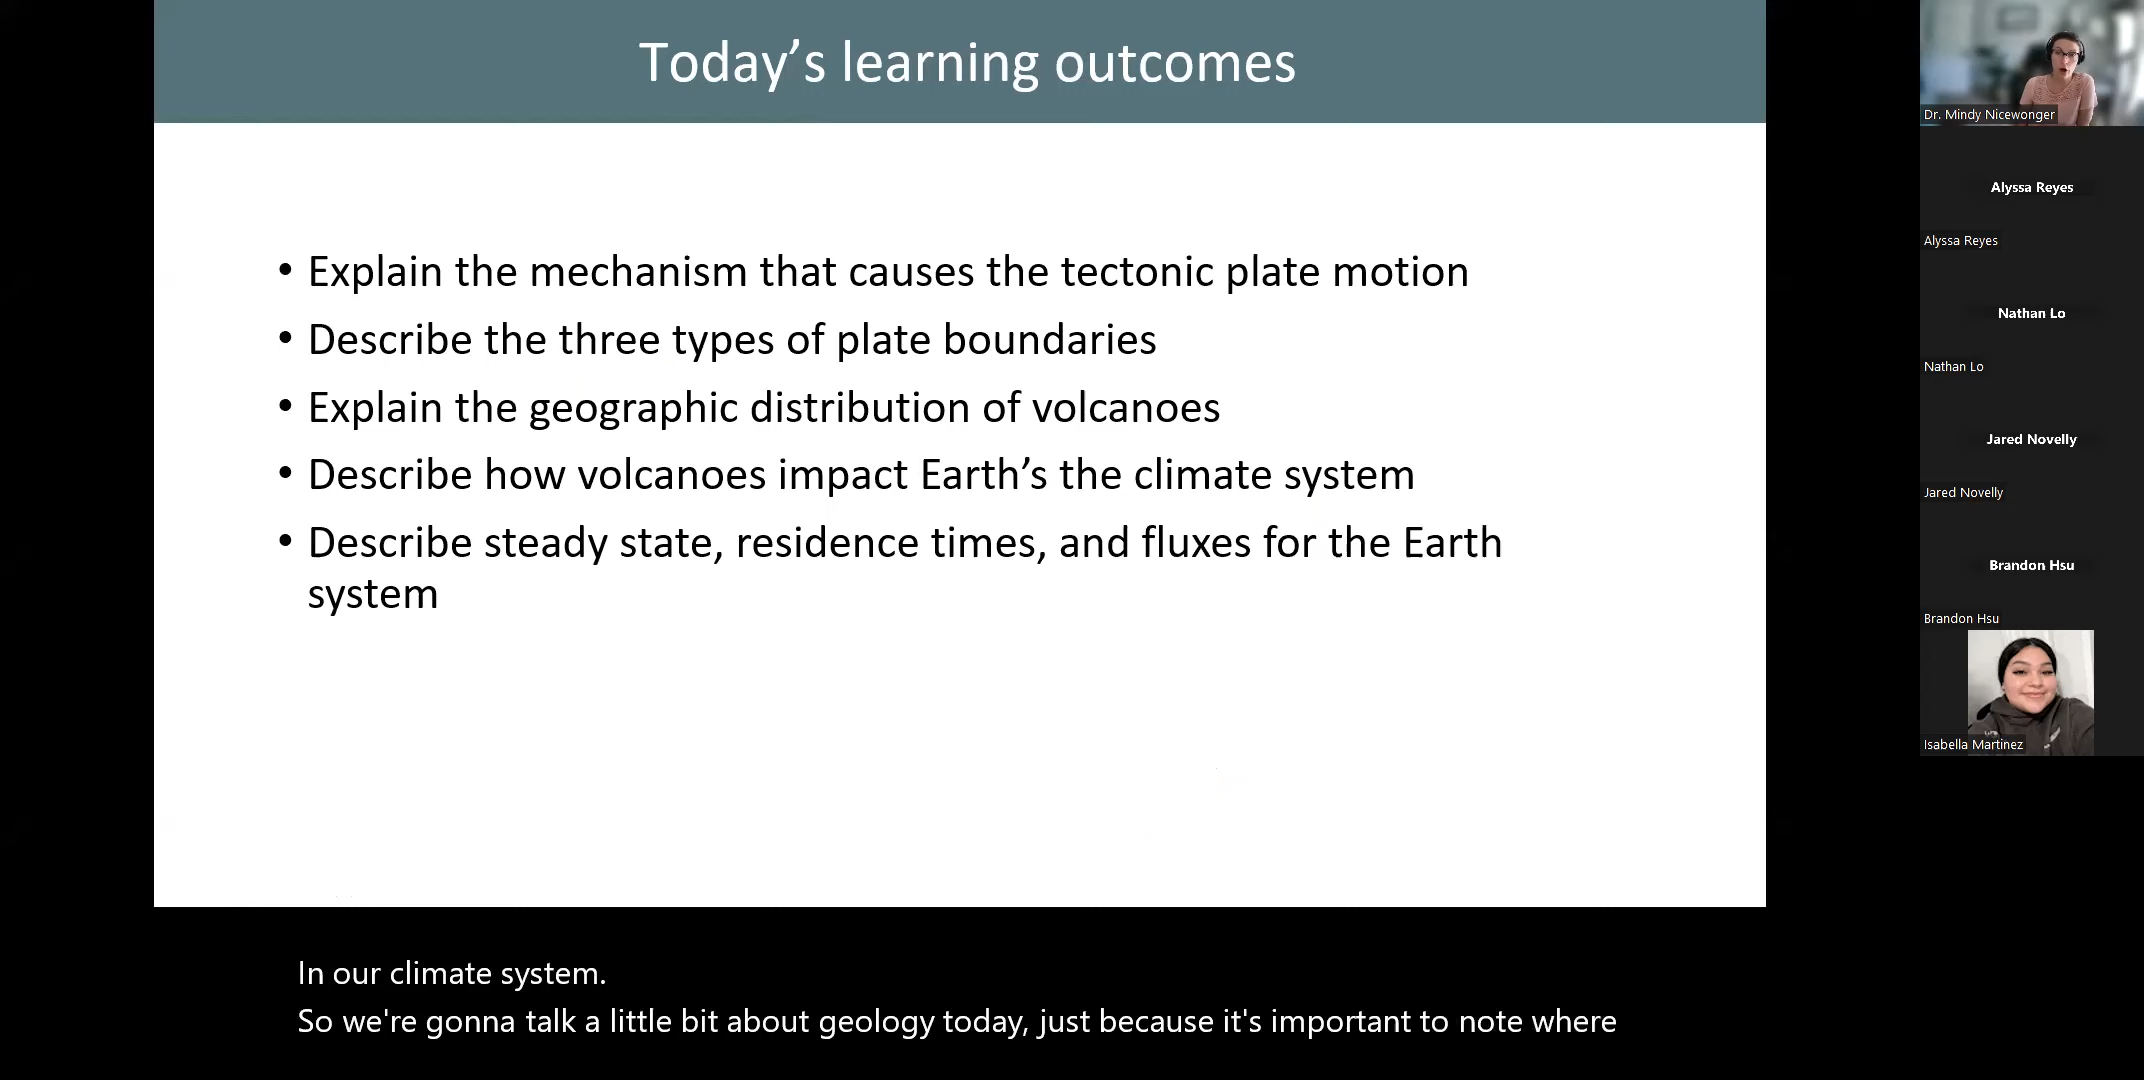 Today’s learning outcomes
• Explain the mechanism that causes the tectonic plate motion
• Describe the three types of plate boundaries
• Explain the geographic distribution of volcanoes
• Describe how volcanoes impact Earth’s the climate system
• Describe steady state, residence times, and fluxes for the Earth
system
In our climate system.
So we're gonna talk a little bit about geology today, just because it's important to note where
Dr. Mindy Nicewonger
Alyssa Reyes
Alyssa Reyes
Nathan Lo
Nathan Lo
Jared Novelly
Jared Novelly
Brandon Hsu
Brandon Hsu
Isabella Martinez